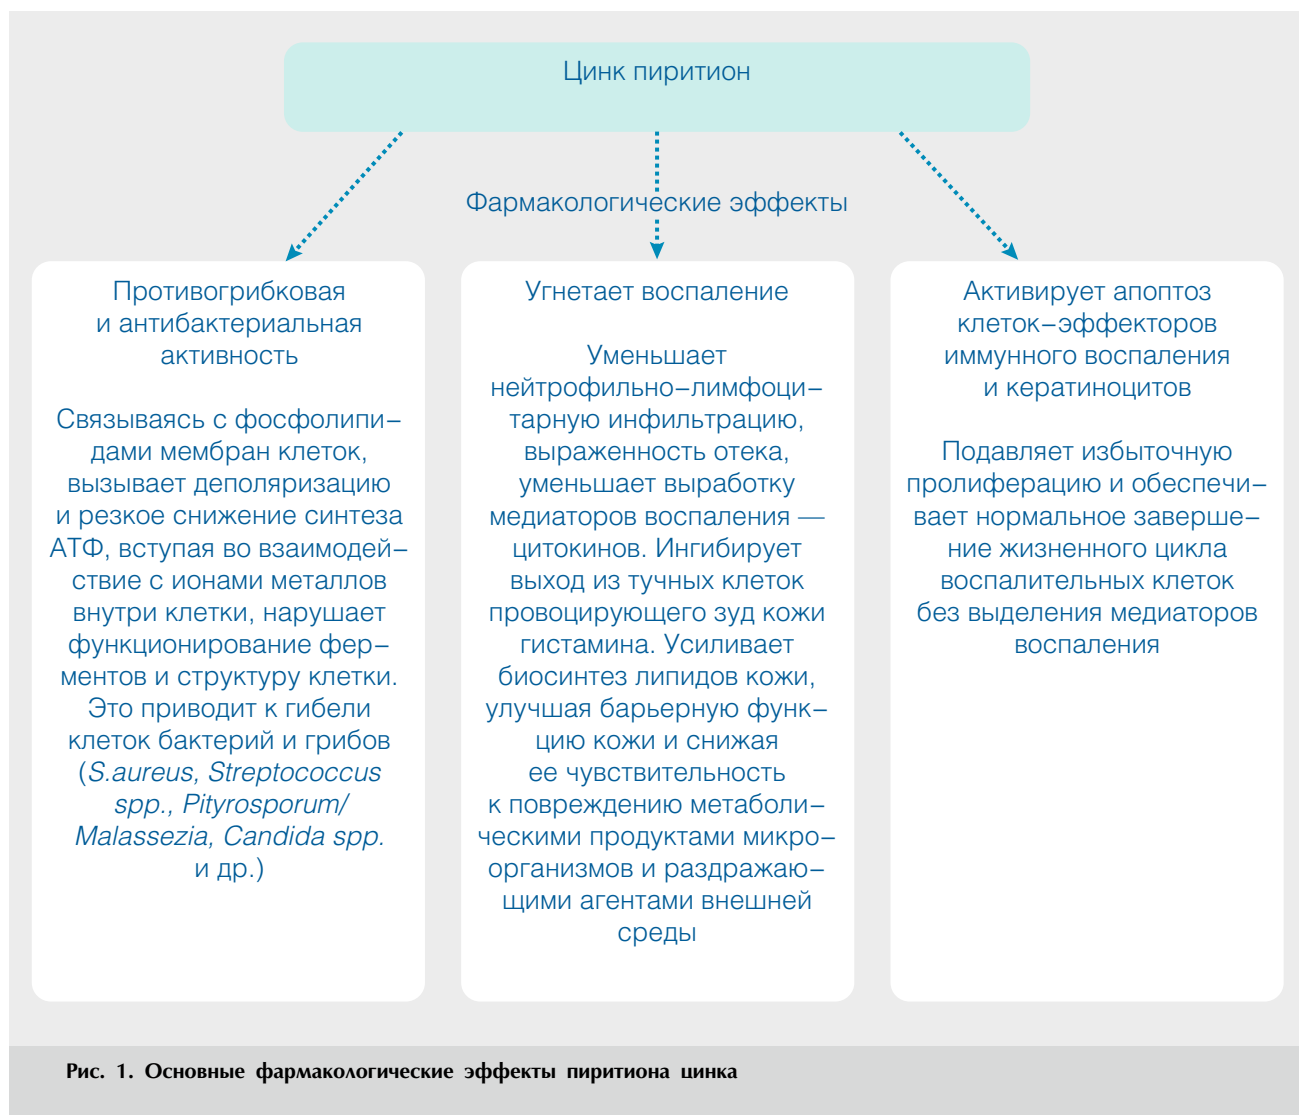 Цинк пиритион
Фармакологические эффекты
Противогрибковая
и антибактериальная
активность
Связываясь с фосфолипи–
дами мембран клеток,
вызывает деполяризацию
и резкое снижение синтеза
АТФ, вступая во взаимодей–
ствие с ионами металлов
внутри клетки, нарушает
функционирование фер–
ментов и структуру клетки.
Это приводит к гибели
клеток бактерий и грибов
(S.aureus, Streptococcus
spp., Pityrosporum/
Malassezia, Candida spp.
и др.)
Угнетает воспаление
Уменьшает
нейтрофильно–лимфоци–
тарную инфильтрацию,
выраженность отека,
уменьшает выработку
медиаторов воспаления —
цитокинов. Ингибирует
выход из тучных клеток
провоцирующего зуд кожи
гистамина. Усиливает
биосинтез липидов кожи,
улучшая барьерную функ–
цию кожи и снижая
ее чувствительность
к повреждению метаболи–
ческими продуктами микро–
организмов и раздражаю–
щими агентами внешней
среды
Активирует апоптоз
клеток–эффекторов
иммунного воспаления
и кератиноцитов
Подавляет избыточную
пролиферацию и обеспечи–
вает нормальное заверше–
ние жизненного цикла
воспалительных клеток
без выделения медиаторов
воспаления
Рис. 1. Основные фармакологические эффекты пиритиона цинка